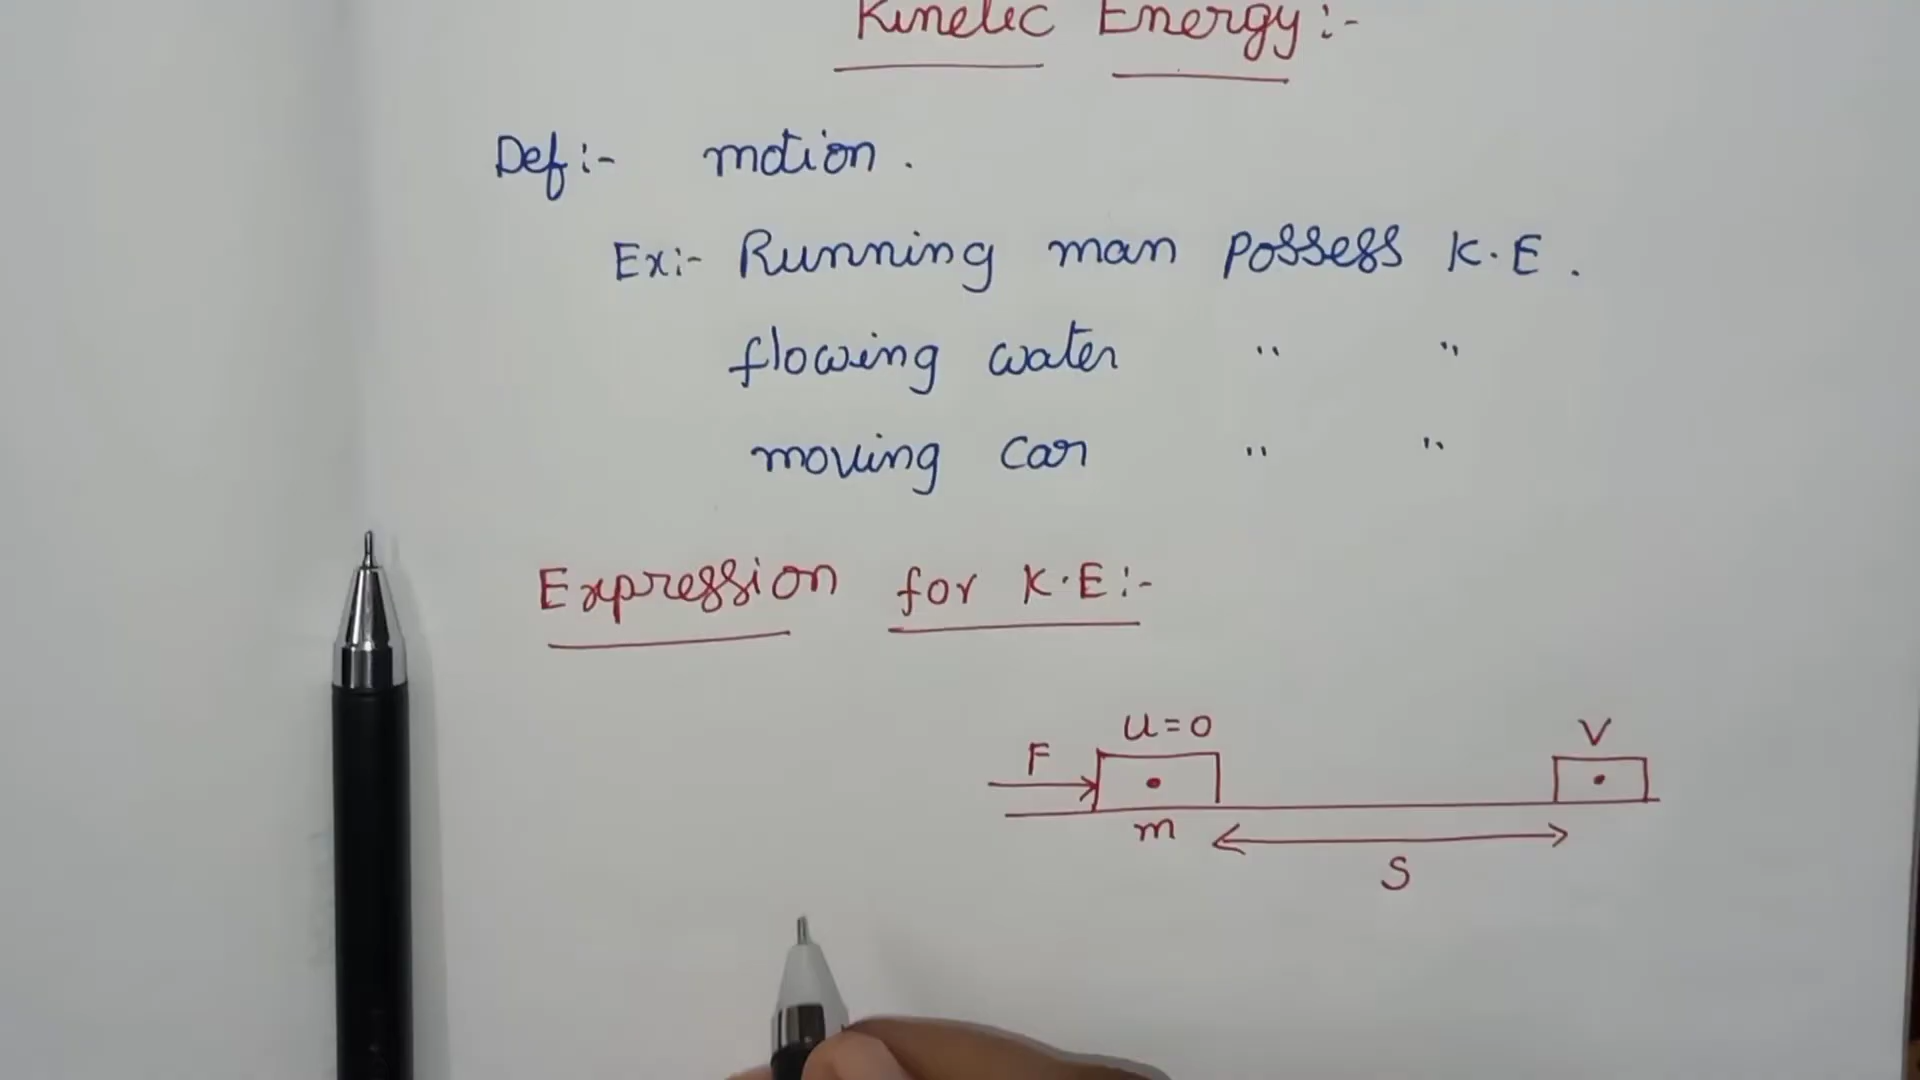 Kinetic Energy:-
Def:- motion.
Ex:- Running man possess K.E.
flowing water " "
moving car " "
Expression for K.E:-
F u=0 V
m
S